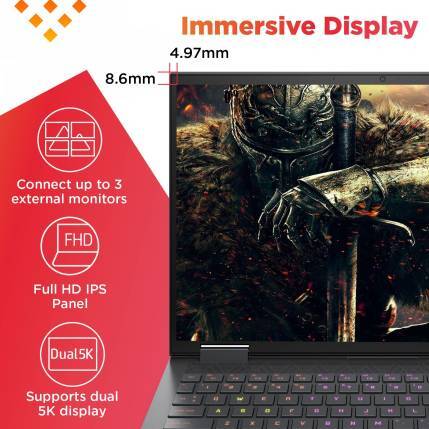 Immersive Display
4.97mm
8.6mm
Connect up to 3
external monitors
FHD
Full HD IPS
Panel
Dual5K
Supports dual
5K display